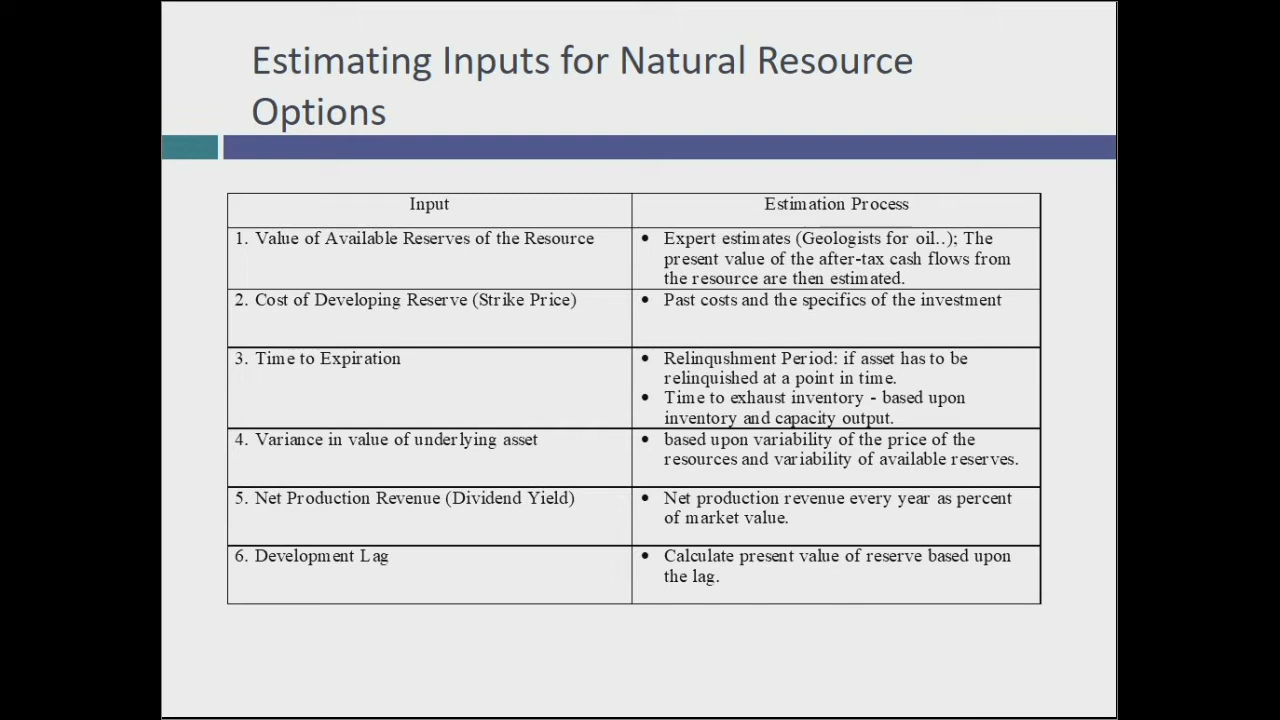 Estimating Inputs for Natural Resource
Options
Input
Estimation Process
1. Value of Available Reserves of the Resource
• Expert estimates (Geologists for oil..); The
present value of the after-tax cash flows from
the resource are then estimated.
2. Cost of Developing Reserve (Strike Price)
• Past costs and the specifics of the investment
3. Time to Expiration
• Relinqushment Period: if asset has to be
relinquished at a point in time.
• Time to exhaust inventory - based upon
inventory and capacity output.
4. Variance in value of underlying asset
• based upon variability of the price of the
resources and variability of available reserves.
5. Net Production Revenue (Dividend Yield)
• Net production revenue every year as percent
of market value.
6. Development Lag
• Calculate present value of reserve based upon
the lag.